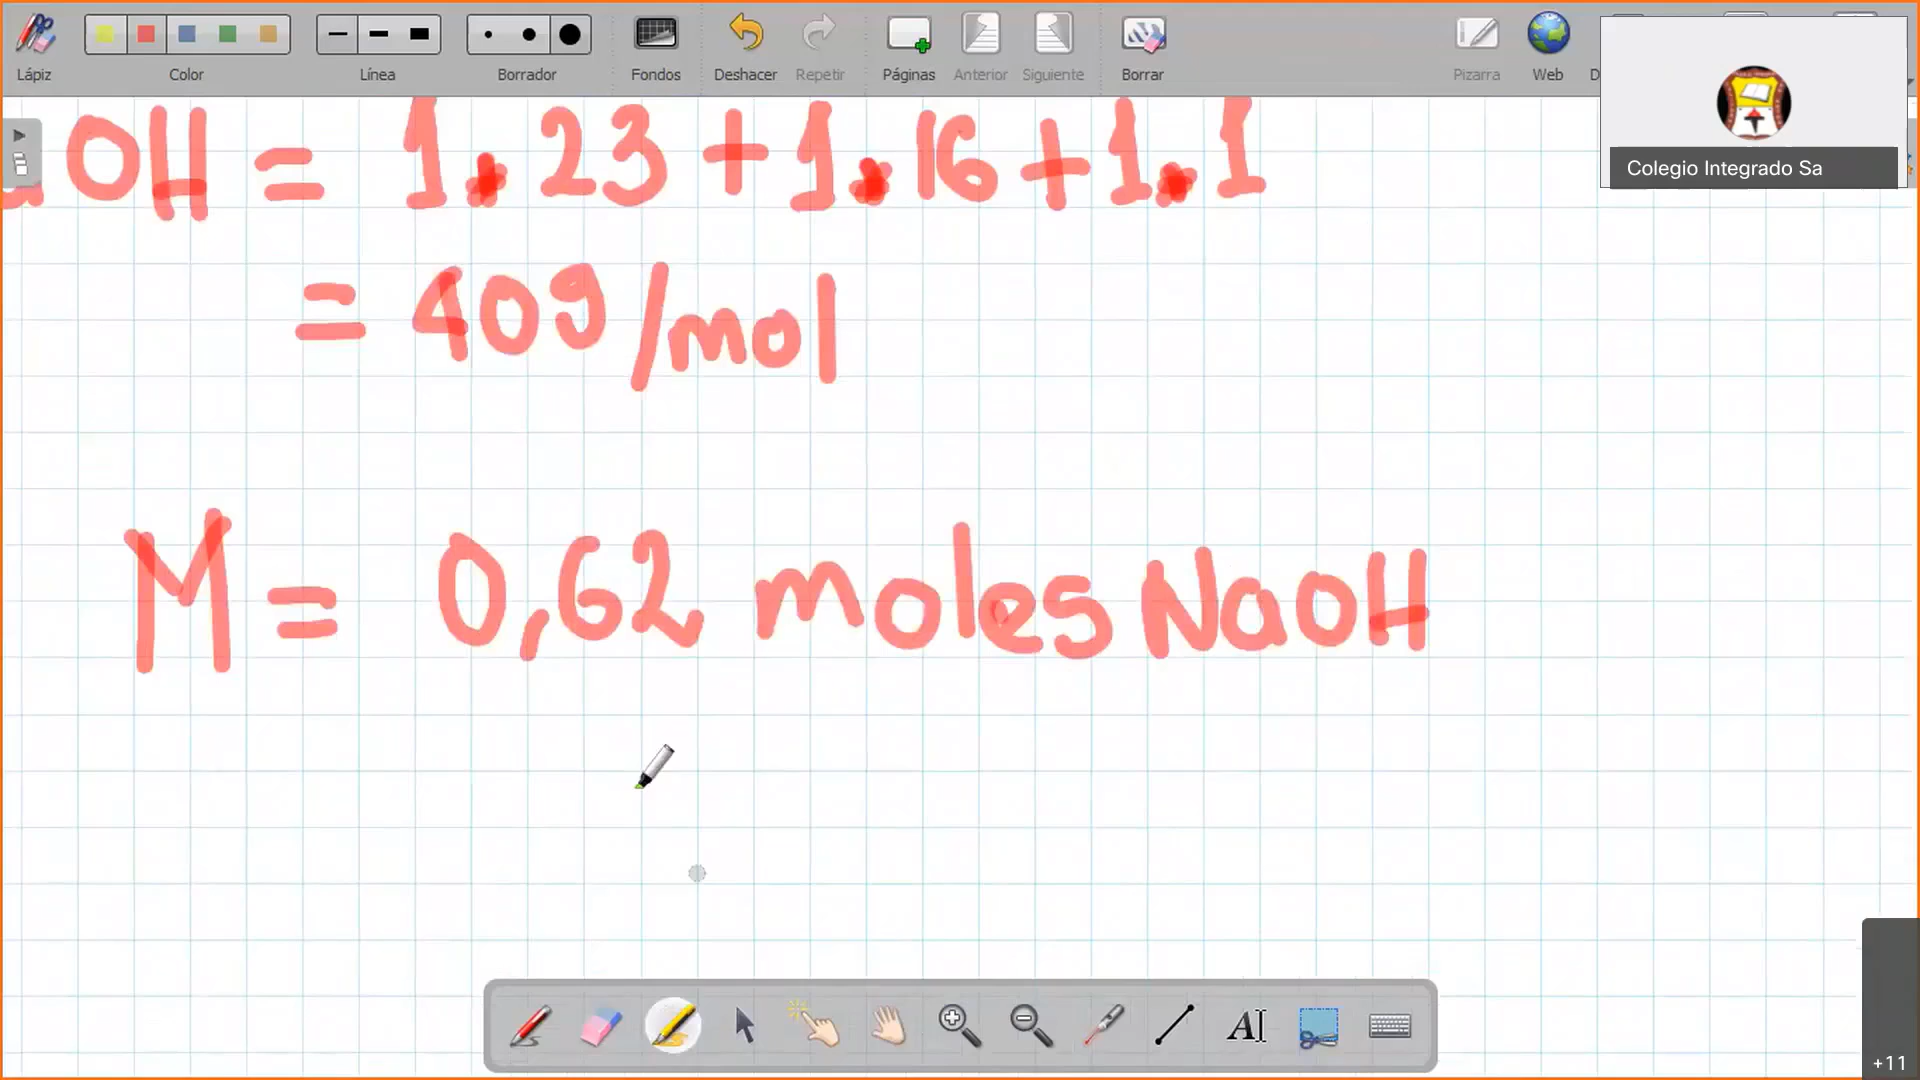 Lápiz Color Línea Borrador Fondos Deshacer Repetir Páginas Anterior Siguiente Borrar Pizarra Web D
Colegio Integrado Sa
aOH = 1.23 + 1.16 + 1.1
= 40g/mol
M = 0,62 moles NaOH
+11